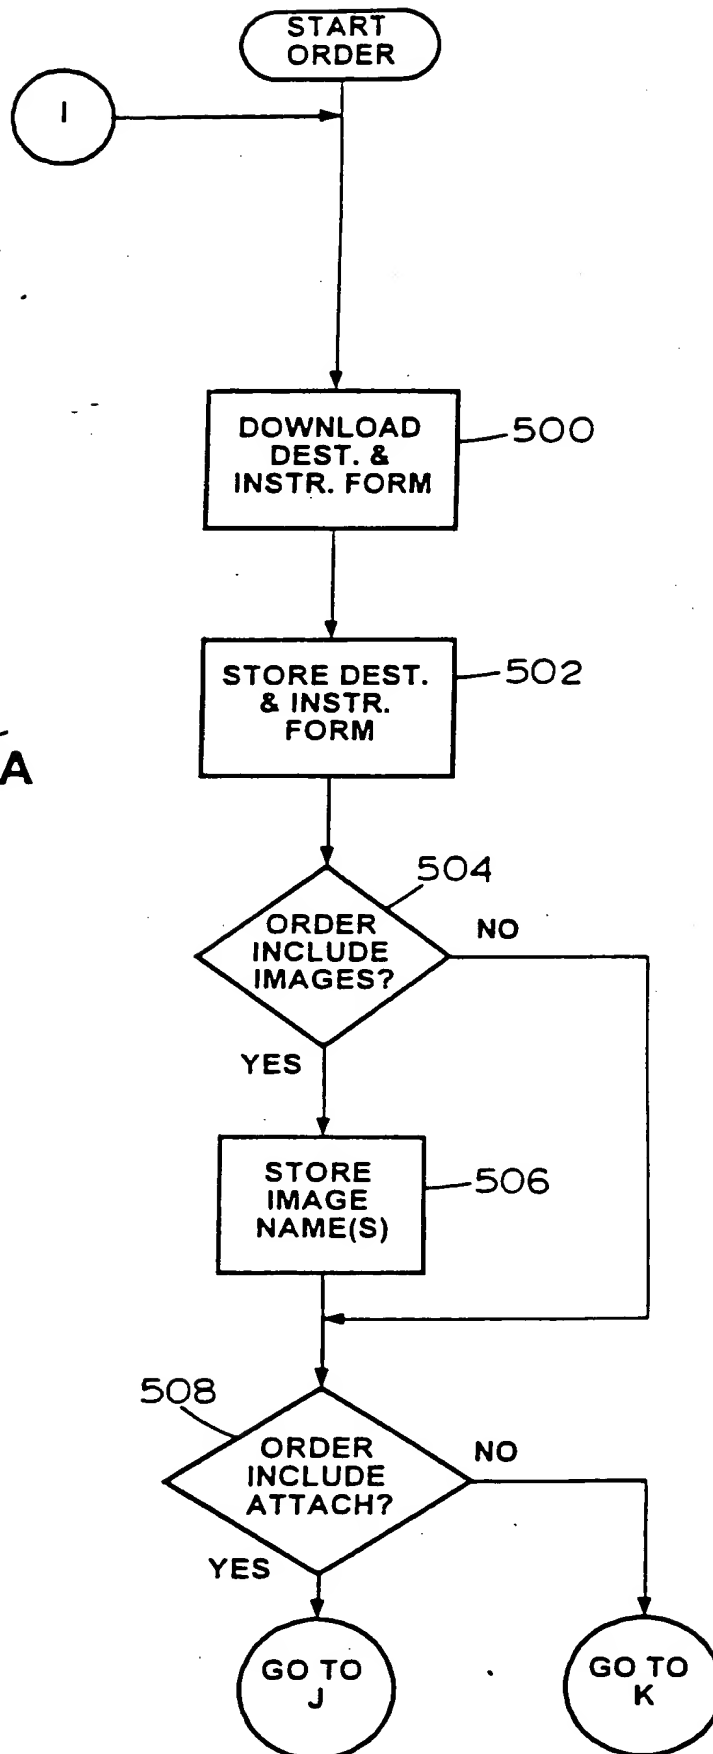 START
ORDER
I
DOWNLOAD
DEST. &
INSTR. FORM
500
STORE DEST.
& INSTR.
FORM
502
A
504
ORDER
INCLUDE
IMAGES?
NO
YES
STORE
IMAGE
NAME(S)
506
508
ORDER
INCLUDE
ATTACH?
NO
YES
GO TO
J
GO TO
K